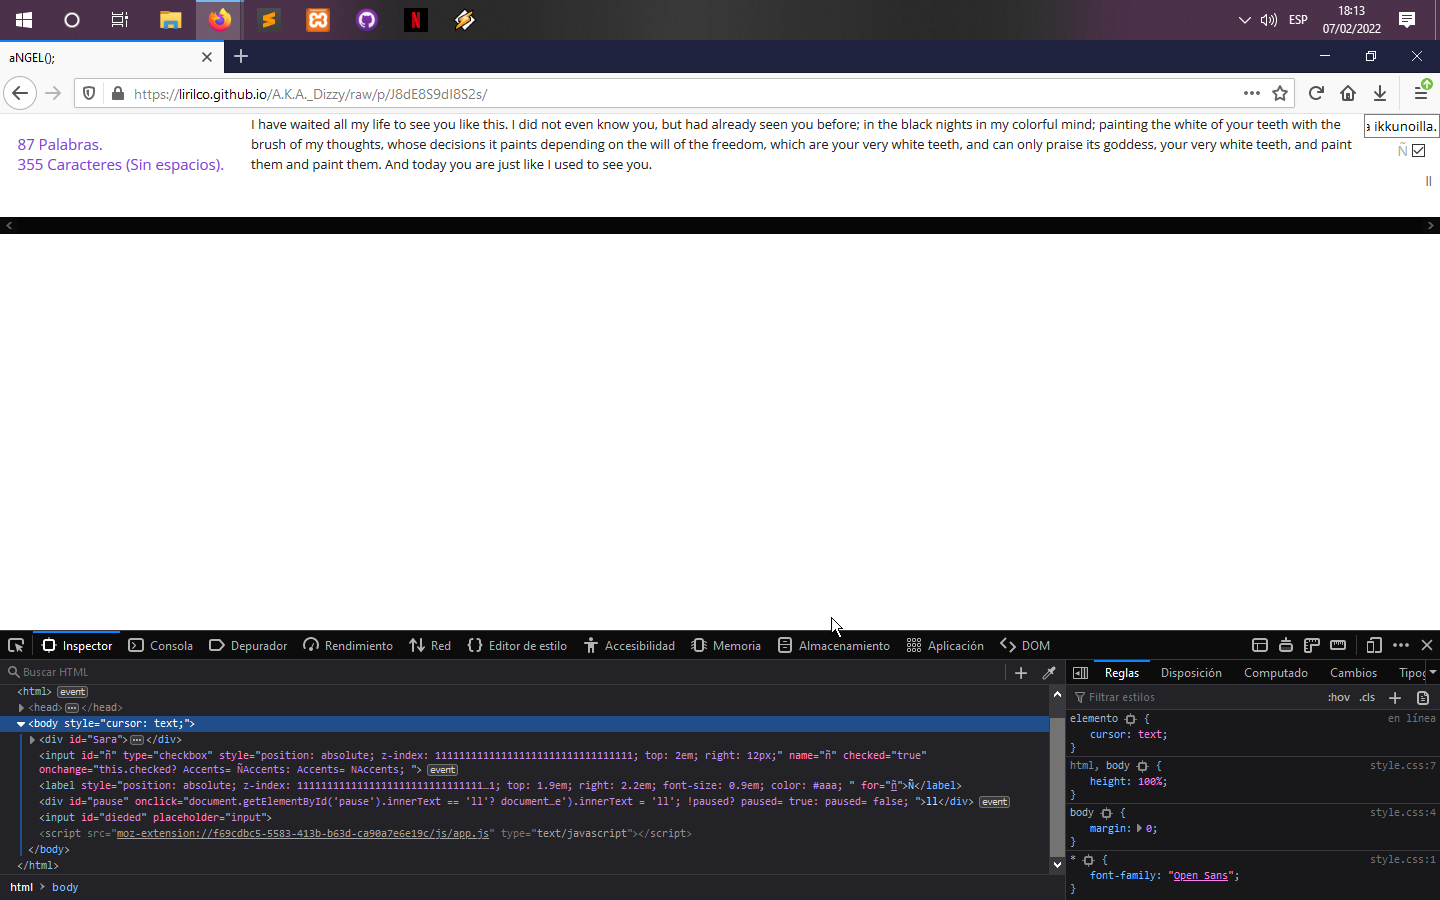 ESP
18:13
07/02/2022
aNGEL();
https://lirilco.github.io/A.K.A._Dizzy/raw/p/J8dE8S9dI8S2s/
87 Palabras.
355 Caracteres (Sin espacios).
I have waited all my life to see you like this. I did not even know you, but had already seen you before; in the black nights in my colorful mind; painting the white of your teeth with the
brush of my thoughts, whose decisions it paints depending on the will of the freedom, which are your very white teeth, and can only praise its goddess, your very white teeth, and paint
them and paint them. And today you are just like I used to see you.
a ikkunoilla.
Ñ
ll
Inspector Consola Depurador Rendimiento Red Editor de estilo Accesibilidad Memoria Almacenamiento Aplicación DOM
Buscar HTML
<html> event
<head> ··· </head>
<body style="cursor: text;">
<div id="Sara"> ··· </div>
<input id="ñ" type="checkbox" style="position: absolute; z-index: 111111111111111111111111111111111; top: 2em; right: 12px;" name="ñ" checked="true"
onchange="this.checked? Accents= ÑAccents: Accents= NAccents; "> event
<label style="position: absolute; z-index: 1111111111111111111111111111111…1; top: 1.9em; right: 2.2em; font-size: 0.9em; color: #aaa; " for="ñ">Ñ</label>
<div id="pause" onclick="document.getElementById('pause').innerText == 'll'? document…e').innerText = 'll'; !paused? paused= true: paused= false; ">ll</div> event
<input id="dieded" placeholder="input">
<script src="moz-extension://f69cdbc5-5583-413b-b63d-ca90a7e6e19c/js/app.js" type="text/javascript"></script>
</body>
</html>
html > body
Reglas Disposición Computado Cambios Tipo
Filtrar estilos :hov .cls
elemento { en línea
cursor: text;
}
html, body { style.css:7
height: 100%;
}
body { style.css:4
margin: 0;
}
* { style.css:1
font-family: "Open Sans";
}